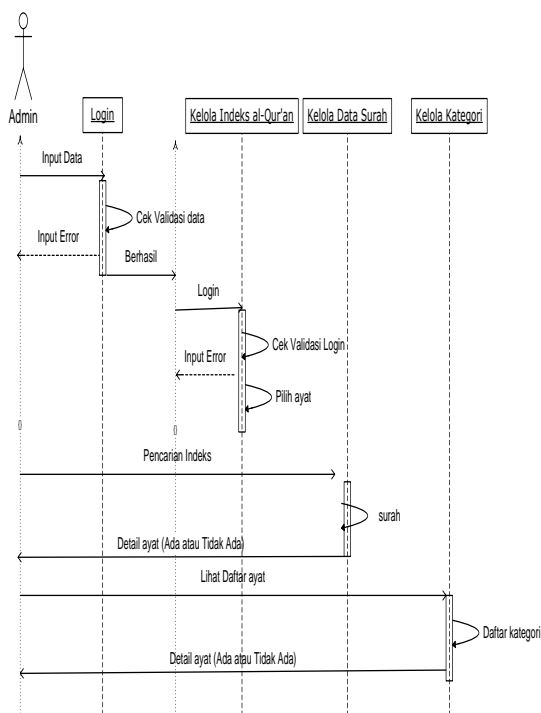 Admin
Login
Kelola Indeks al-Qur'an
Kelola Data Surah
Kelola Kategori
Input Data
Cek Validasi data
Input Error
Berhasil
Login
Cek Validasi Login
Input Error
Pilih ayat
Pencarian Indeks
surah
Detail ayat (Ada atau Tidak Ada)
Lihat Daftar ayat
Daftar kategori
Detail ayat (Ada atau Tidak Ada)